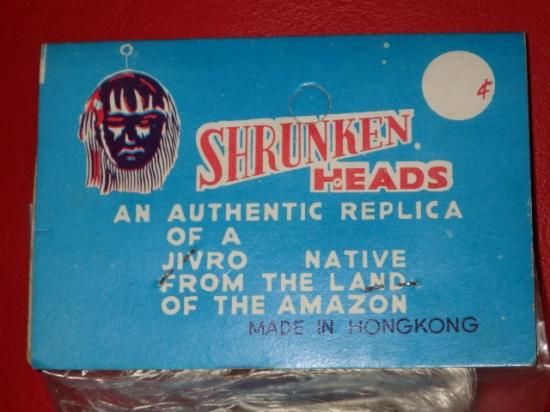 ¢
SHRUNKEN
HEADS
AN AUTHENTIC REPLICA
OF A
JIVRO NATIVE
FROM THE LAND
OF THE AMAZON
MADE IN HONGKONG